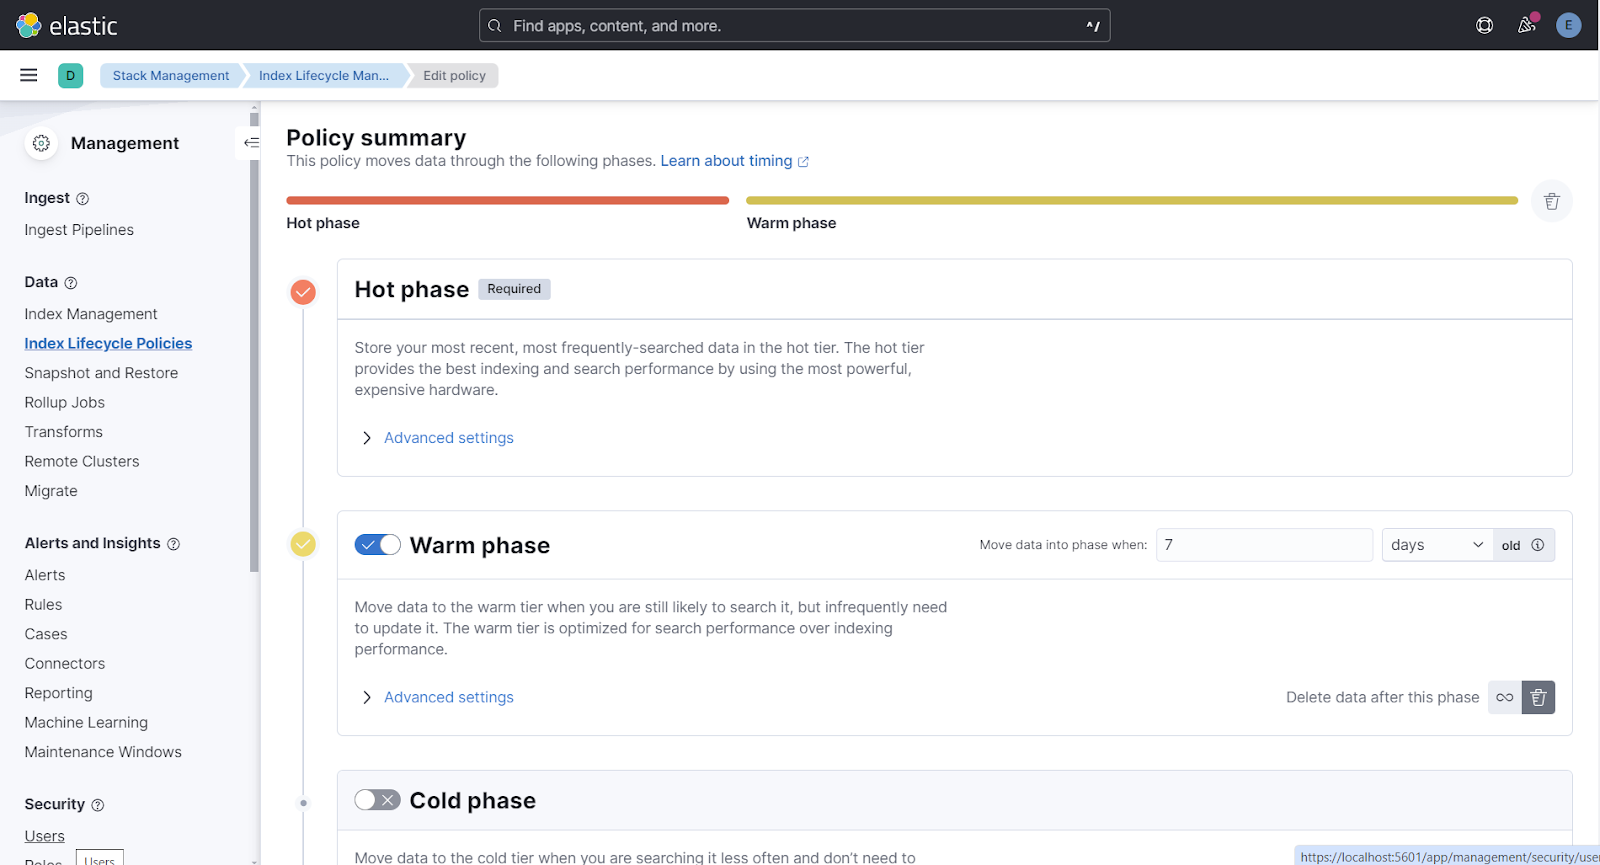 elastic
Find apps, content, and more.
^/
E
D
Stack Management
Index Lifecycle Man...
Edit policy
Management
Ingest
Ingest Pipelines
Data
Index Management
Index Lifecycle Policies
Snapshot and Restore
Rollup Jobs
Transforms
Remote Clusters
Migrate
Alerts and Insights
Alerts
Rules
Cases
Connectors
Reporting
Machine Learning
Maintenance Windows
Security
Users
Roles
Users
Policy summary
This policy moves data through the following phases. Learn about timing
Hot phase
Warm phase
Hot phase
Required
Store your most recent, most frequently-searched data in the hot tier. The hot tier
provides the best indexing and search performance by using the most powerful,
expensive hardware.
Advanced settings
Warm phase
Move data into phase when:
7
days
old
Move data to the warm tier when you are still likely to search it, but infrequently need
to update it. The warm tier is optimized for search performance over indexing
performance.
Advanced settings
Delete data after this phase
Cold phase
Move data to the cold tier when you are searching it less often and don't need to
https://localhost:5601/app/management/security/use